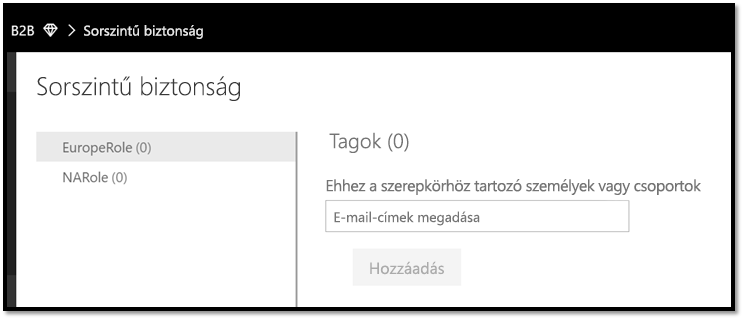 B2B > Sorszintű biztonság
Sorszintű biztonság
EuropeRole (0)
NARole (0)
Tagok (0)
Ehhez a szerepkörhöz tartozó személyek vagy csoportok
E-mail-címek megadása
Hozzáadás